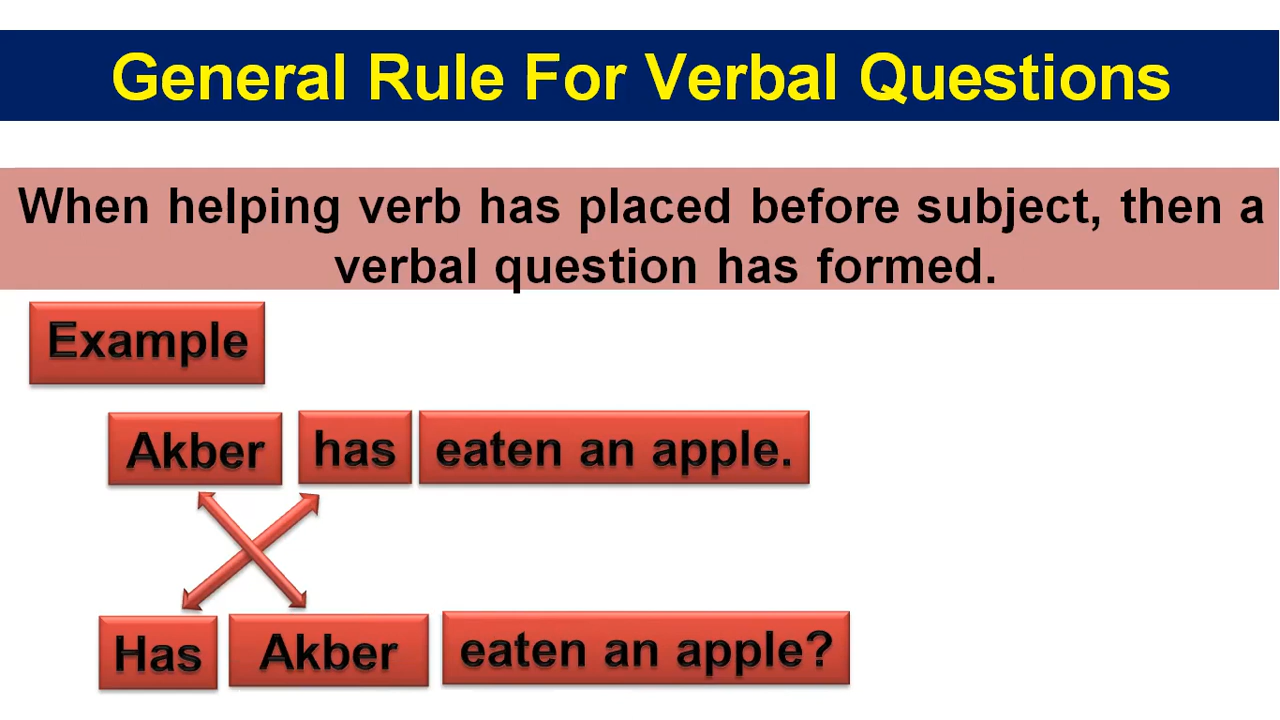 General Rule For Verbal Questions
When helping verb has placed before subject, then a
verbal question has formed.
Example
Akber has eaten an apple.
Has Akber eaten an apple?